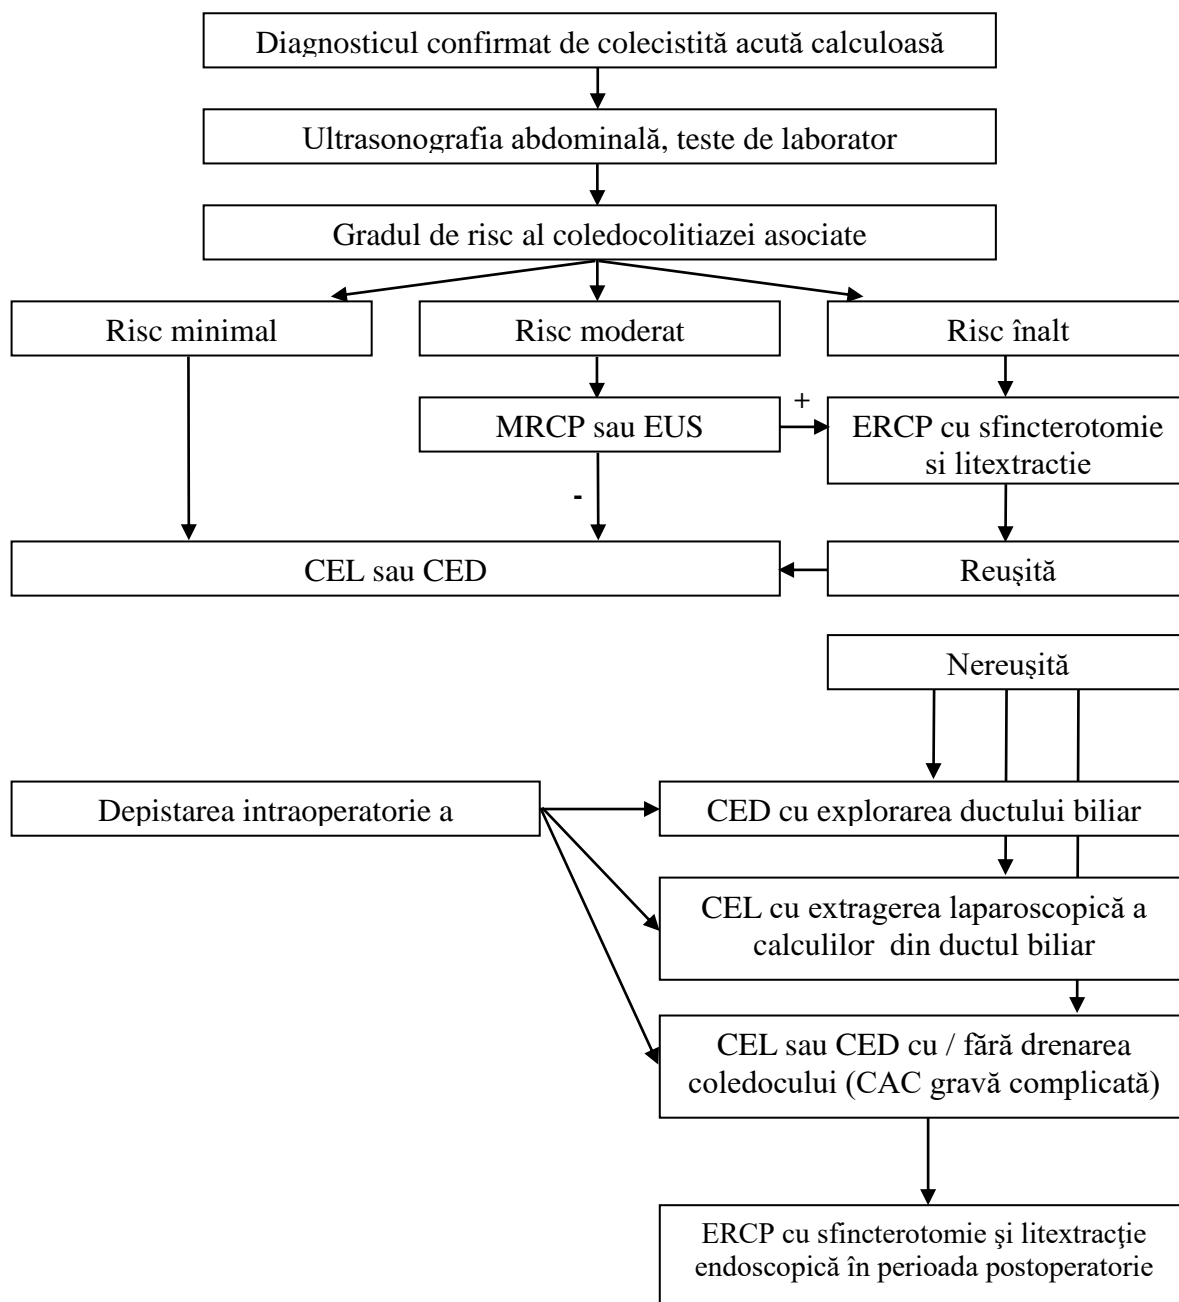 Diagnosticul confirmat de colecistită acută calculoasă
Ultrasonografia abdominală, teste de laborator
Gradul de risc al coledocolitiazei asociate
Risc minimal
Risc moderat
Risc înalt
MRCP sau EUS
+
ERCP cu sfincterotomie
si litextractie
-
CEL sau CED
Reuşită
Nereuşită
Depistarea intraoperatorie a
CED cu explorarea ductului biliar
CEL cu extragerea laparoscopică a
calculilor din ductul biliar
CEL sau CED cu / fără drenarea
coledocului (CAC gravă complicată)
ERCP cu sfincterotomie şi litextracţie
endoscopică în perioada postoperatorie